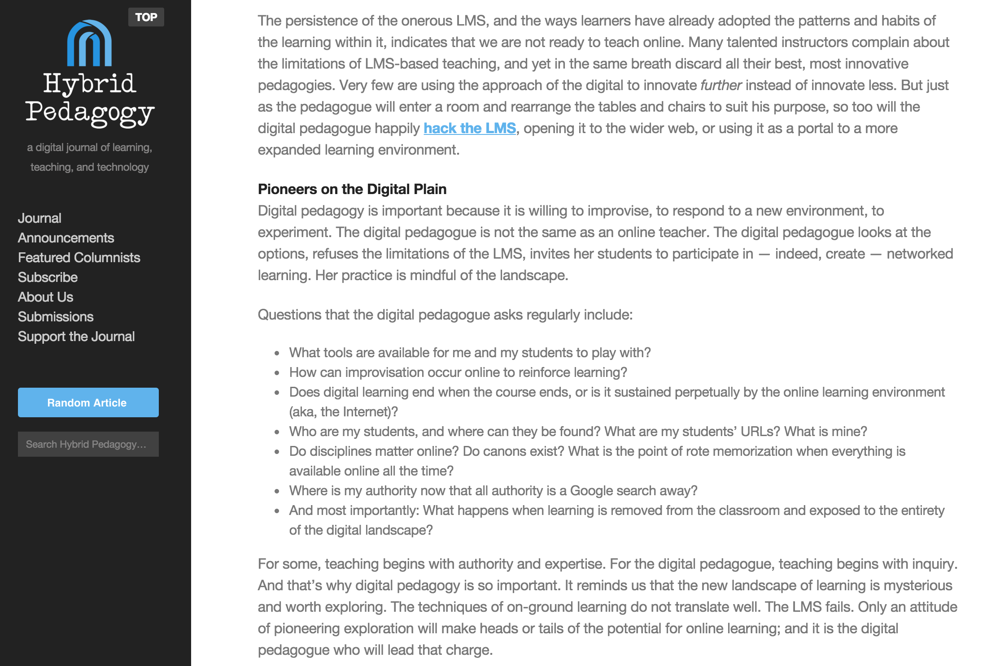 TOP
Hybrid
Pedagogy
a digital journal of learning,
teaching, and technology
Journal
Announcements
Featured Columnists
Subscribe
About Us
Submissions
Support the Journal
Random Article
Search Hybrid Pedagogy...
The persistence of the onerous LMS, and the ways learners have already adopted the patterns and habits of
the learning within it, indicates that we are not ready to teach online. Many talented instructors complain about
the limitations of LMS-based teaching, and yet in the same breath discard all their best, most innovative
pedagogies. Very few are using the approach of the digital to innovate further instead of innovate less. But just
as the pedagogue will enter a room and rearrange the tables and chairs to suit his purpose, so too will the
digital pedagogue happily hack the LMS, opening it to the wider web, or using it as a portal to a more
expanded learning environment.
Pioneers on the Digital Plain
Digital pedagogy is important because it is willing to improvise, to respond to a new environment, to
experiment. The digital pedagogue is not the same as an online teacher. The digital pedagogue looks at the
options, refuses the limitations of the LMS, invites her students to participate in — indeed, create — networked
learning. Her practice is mindful of the landscape.
Questions that the digital pedagogue asks regularly include:
• What tools are available for me and my students to play with?
• How can improvisation occur online to reinforce learning?
• Does digital learning end when the course ends, or is it sustained perpetually by the online learning environment
(aka, the Internet)?
• Who are my students, and where can they be found? What are my students’ URLs? What is mine?
• Do disciplines matter online? Do canons exist? What is the point of rote memorization when everything is
available online all the time?
• Where is my authority now that all authority is a Google search away?
• And most importantly: What happens when learning is removed from the classroom and exposed to the entirety
of the digital landscape?
For some, teaching begins with authority and expertise. For the digital pedagogue, teaching begins with inquiry.
And that’s why digital pedagogy is so important. It reminds us that the new landscape of learning is mysterious
and worth exploring. The techniques of on-ground learning do not translate well. The LMS fails. Only an attitude
of pioneering exploration will make heads or tails of the potential for online learning; and it is the digital
pedagogue who will lead that charge.